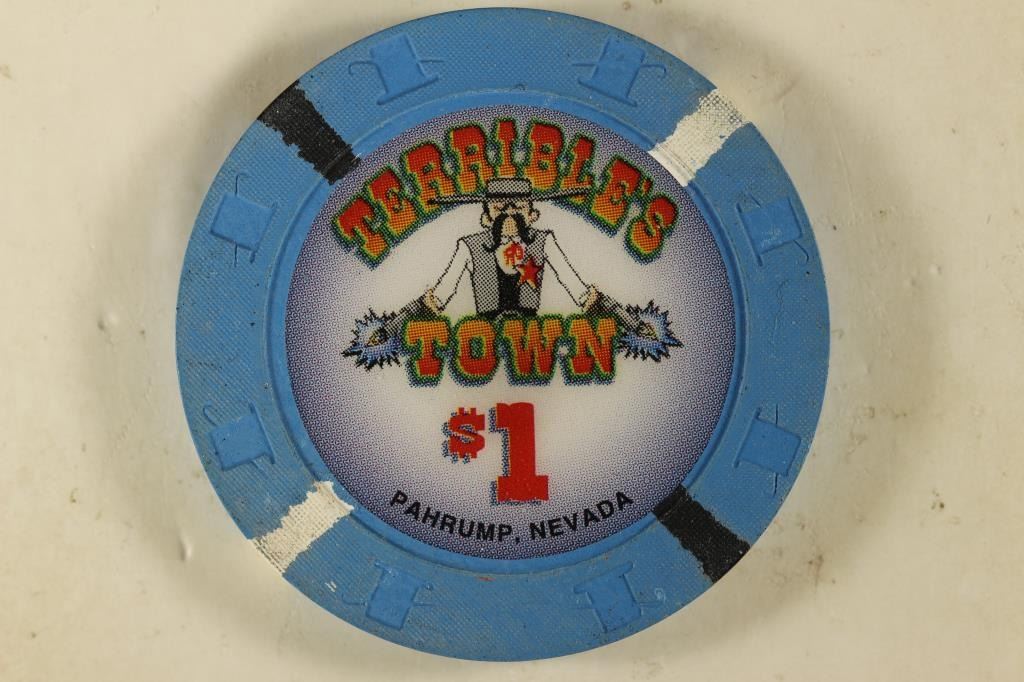 TERRIBLE'S
TOWN
$1
PAHRUMP, NEVADA